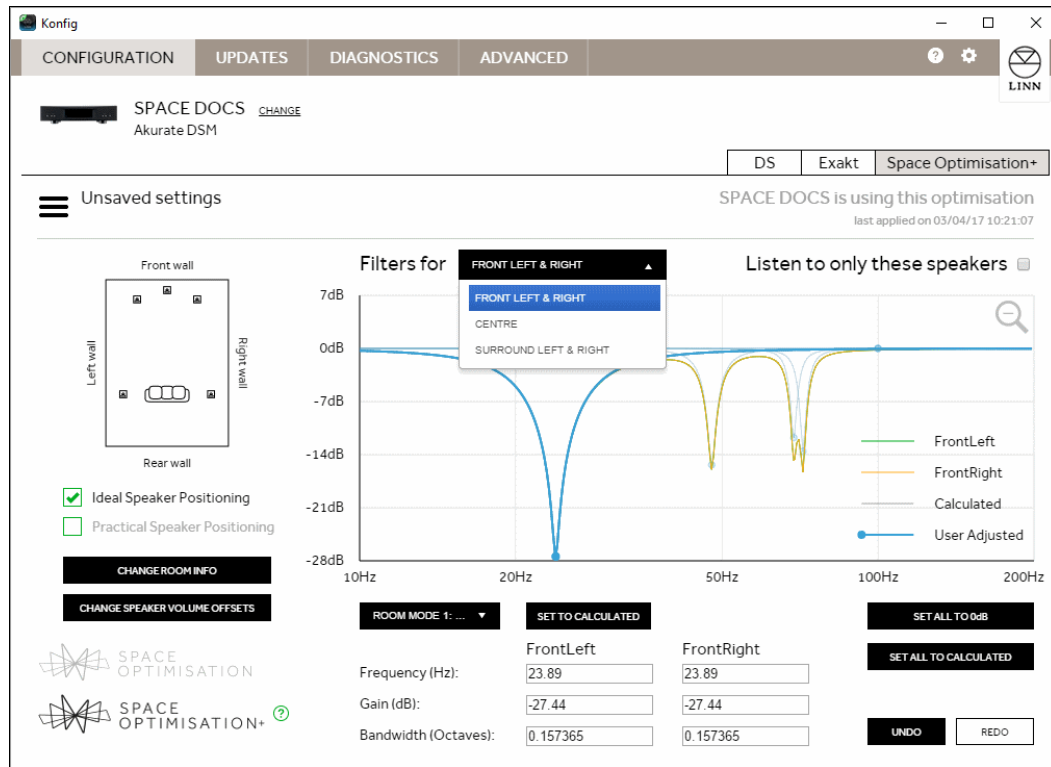 Konfig
CONFIGURATION UPDATES DIAGNOSTICS ADVANCED
LINN
SPACE DOCS CHANGE
Akurate DSM
DS Exakt Space Optimisation+
Unsaved settings
SPACE DOCS is using this optimisation
last applied on 03/04/17 10:21:07
Front wall
Left wall
Right wall
Rear wall
Ideal Speaker Positioning
Practical Speaker Positioning
CHANGE ROOM INFO
CHANGE SPEAKER VOLUME OFFSETS
SPACE
OPTIMISATION
SPACE
OPTIMISATION+ ?
Filters for FRONT LEFT & RIGHT
Listen to only these speakers
FRONT LEFT & RIGHT
CENTRE
SURROUND LEFT & RIGHT
7dB
0dB
-7dB
-14dB
-21dB
-28dB
10Hz 20Hz 50Hz 100Hz 200Hz
FrontLeft
FrontRight
Calculated
User Adjusted
ROOM MODE 1: ... SET TO CALCULATED
SET ALL TO 0dB
SET ALL TO CALCULATED
FrontLeft FrontRight
Frequency (Hz): 23.89 23.89
Gain (dB): -27.44 -27.44
Bandwidth (Octaves): 0.157365 0.157365
UNDO REDO